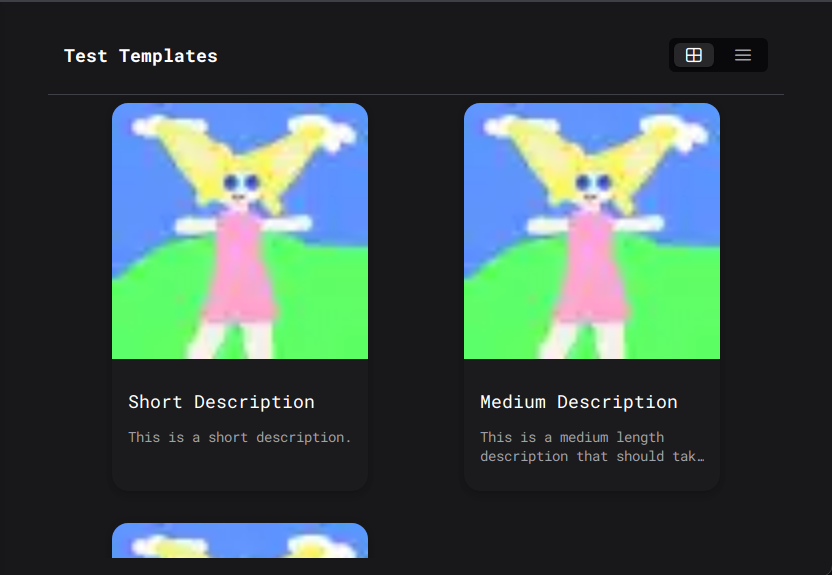 Test Templates
Short Description
This is a short description.
Medium Description
This is a medium length
description that should tak…